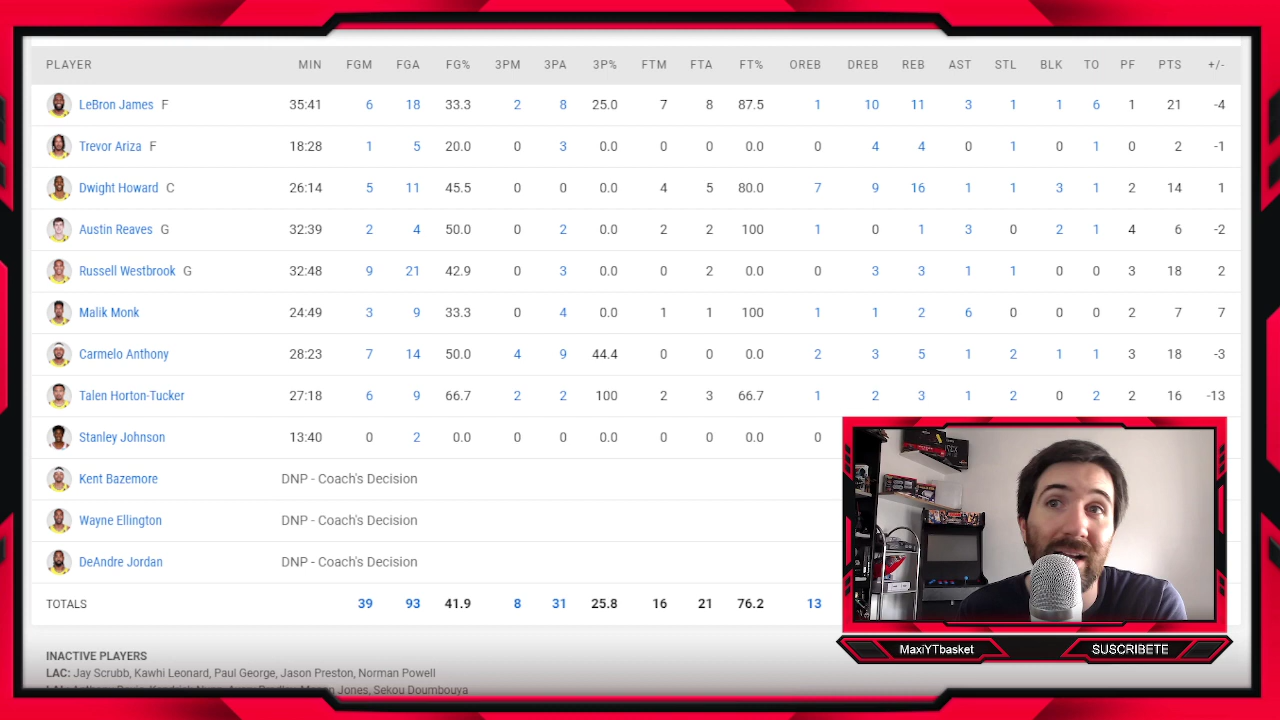 PLAYER MIN FGM FGA FG% 3PM 3PA 3P% FTM FTA FT% OREB DREB REB AST STL BLK TO PF PTS +/-
LeBron James F 35:41 6 18 33.3 2 8 25.0 7 8 87.5 1 10 11 3 1 1 6 1 21 -4
Trevor Ariza F 18:28 1 5 20.0 0 3 0.0 0 0 0.0 0 4 4 0 1 0 1 0 2 -1
Dwight Howard C 26:14 5 11 45.5 0 0 0.0 4 5 80.0 7 9 16 1 1 3 1 2 14 1
Austin Reaves G 32:39 2 4 50.0 0 2 0.0 2 2 100 1 0 1 3 0 2 1 4 6 -2
Russell Westbrook G 32:48 9 21 42.9 0 3 0.0 0 2 0.0 0 3 3 1 1 0 0 3 18 2
Malik Monk 24:49 3 9 33.3 0 4 0.0 1 1 100 1 1 2 6 0 0 0 2 7 7
Carmelo Anthony 28:23 7 14 50.0 4 9 44.4 0 0 0.0 2 3 5 1 2 1 1 3 18 -3
Talen Horton-Tucker 27:18 6 9 66.7 2 2 100 2 3 66.7 1 2 3 1 2 0 2 2 16 -13
Stanley Johnson 13:40 0 2 0.0 0 0 0.0 0 0 0.0 0
Kent Bazemore DNP - Coach's Decision
Wayne Ellington DNP - Coach's Decision
DeAndre Jordan DNP - Coach's Decision
TOTALS 39 93 41.9 8 31 25.8 16 21 76.2 13
MaxiYTbasket SUSCRIBETE
INACTIVE PLAYERS
LAC: Jay Scrubb, Kawhi Leonard, Paul George, Jason Preston, Norman Powell
Jones, Sekou Doumbouya